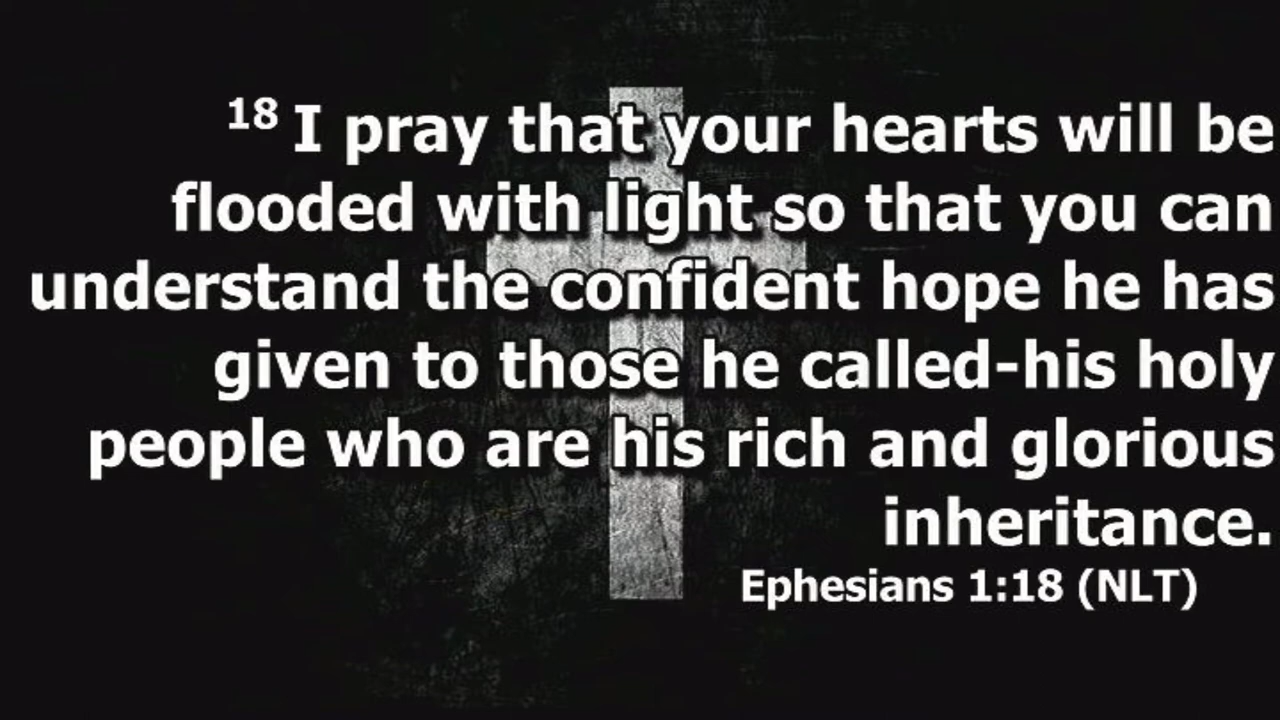 18 I pray that your hearts will be
flooded with light so that you can
understand the confident hope he has
given to those he called-his holy
people who are his rich and glorious
inheritance.
Ephesians 1:18 (NLT)